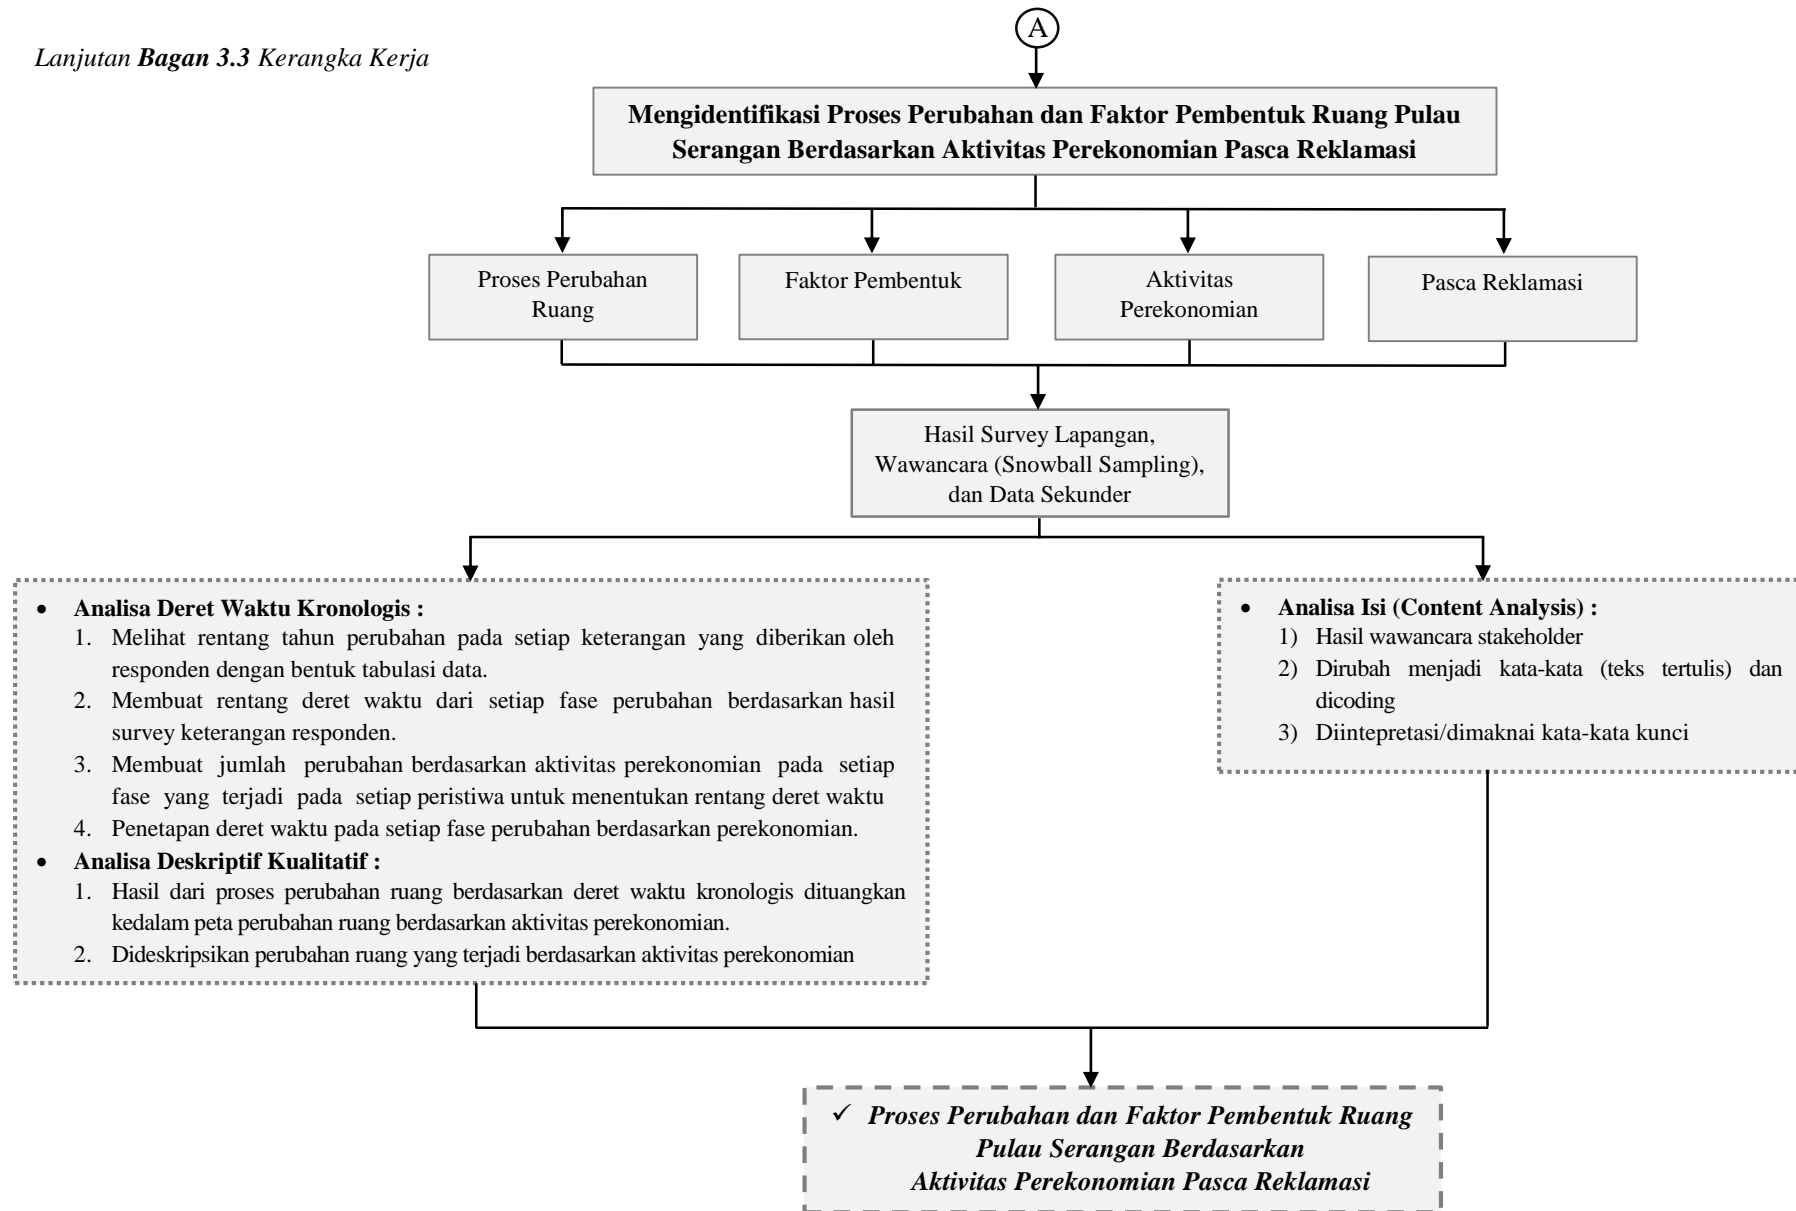 A
Lanjutan Bagan 3.3 Kerangka Kerja
Mengidentifikasi Proses Perubahan dan Faktor Pembentuk Ruang Pulau
Serangan Berdasarkan Aktivitas Perekonomian Pasca Reklamasi
Proses Perubahan
Ruang
Faktor Pembentuk
Aktivitas
Perekonomian
Pasca Reklamasi
Hasil Survey Lapangan,
Wawancara (Snowball Sampling),
dan Data Sekunder
• Analisa Deret Waktu Kronologis :
1. Melihat rentang tahun perubahan pada setiap keterangan yang diberikan oleh
responden dengan bentuk tabulasi data.
2. Membuat rentang deret waktu dari setiap fase perubahan berdasarkan hasil
survey keterangan responden.
3. Membuat jumlah perubahan berdasarkan aktivitas perekonomian pada setiap
fase yang terjadi pada setiap peristiwa untuk menentukan rentang deret waktu
4. Penetapan deret waktu pada setiap fase perubahan berdasarkan perekonomian.
• Analisa Deskriptif Kualitatif :
1. Hasil dari proses perubahan ruang berdasarkan deret waktu kronologis dituangkan
kedalam peta perubahan ruang berdasarkan aktivitas perekonomian.
2. Dideskripsikan perubahan ruang yang terjadi berdasarkan aktivitas perekonomian
• Analisa Isi (Content Analysis) :
1) Hasil wawancara stakeholder
2) Dirubah menjadi kata-kata (teks tertulis) dan
dicoding
3) Diintepretasi/dimaknai kata-kata kunci
✓ Proses Perubahan dan Faktor Pembentuk Ruang
Pulau Serangan Berdasarkan
Aktivitas Perekonomian Pasca Reklamasi